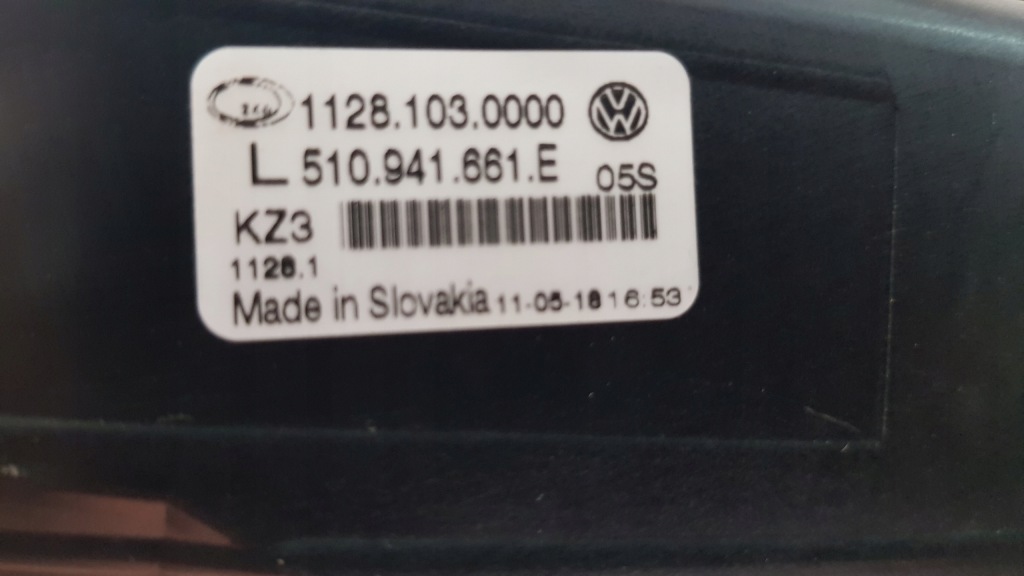 1128.103.0000
L 510.941.661.E 05S
KZ3
1128.1
Made in Slovakia 11-05-18 16:53